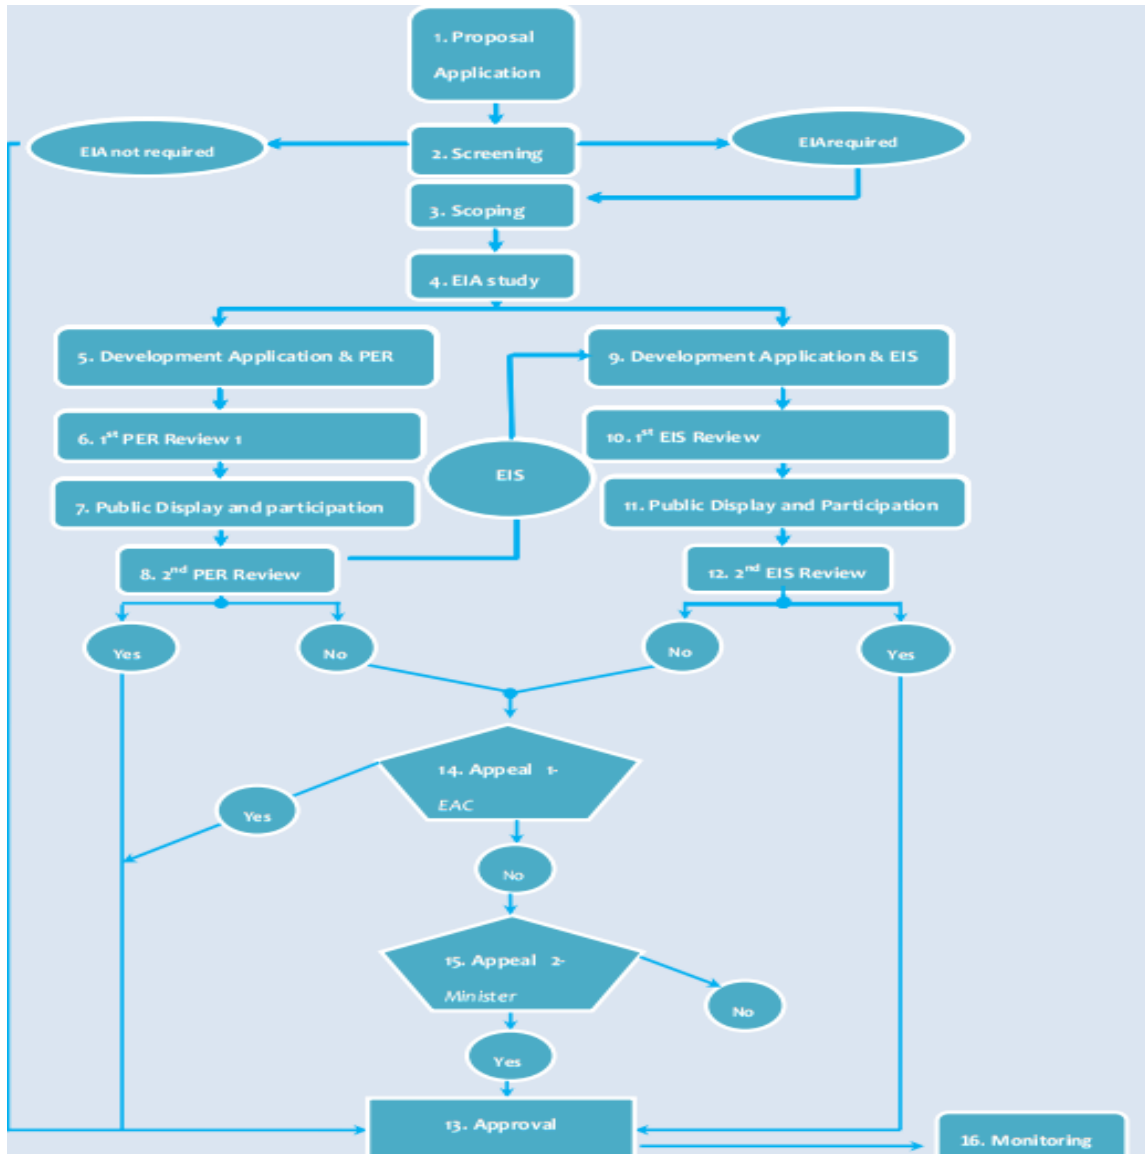 1. Proposal
Application
EIA not required
2. Screening
EIArequired
3. Scoping
4. EIA study
5. Development Application & PER
9. Development Application & EIS
6. 1st PER Review 1
10. 1st EIS Review
EIS
7. Public Display and participation
11. Public Display and Participation
8. 2nd PER Review
12. 2nd EIS Review
Yes
No
No
Yes
14. Appeal 1-
EAC
Yes
No
15. Appeal 2-
Minister
No
Yes
13. Approval
16. Monitoring